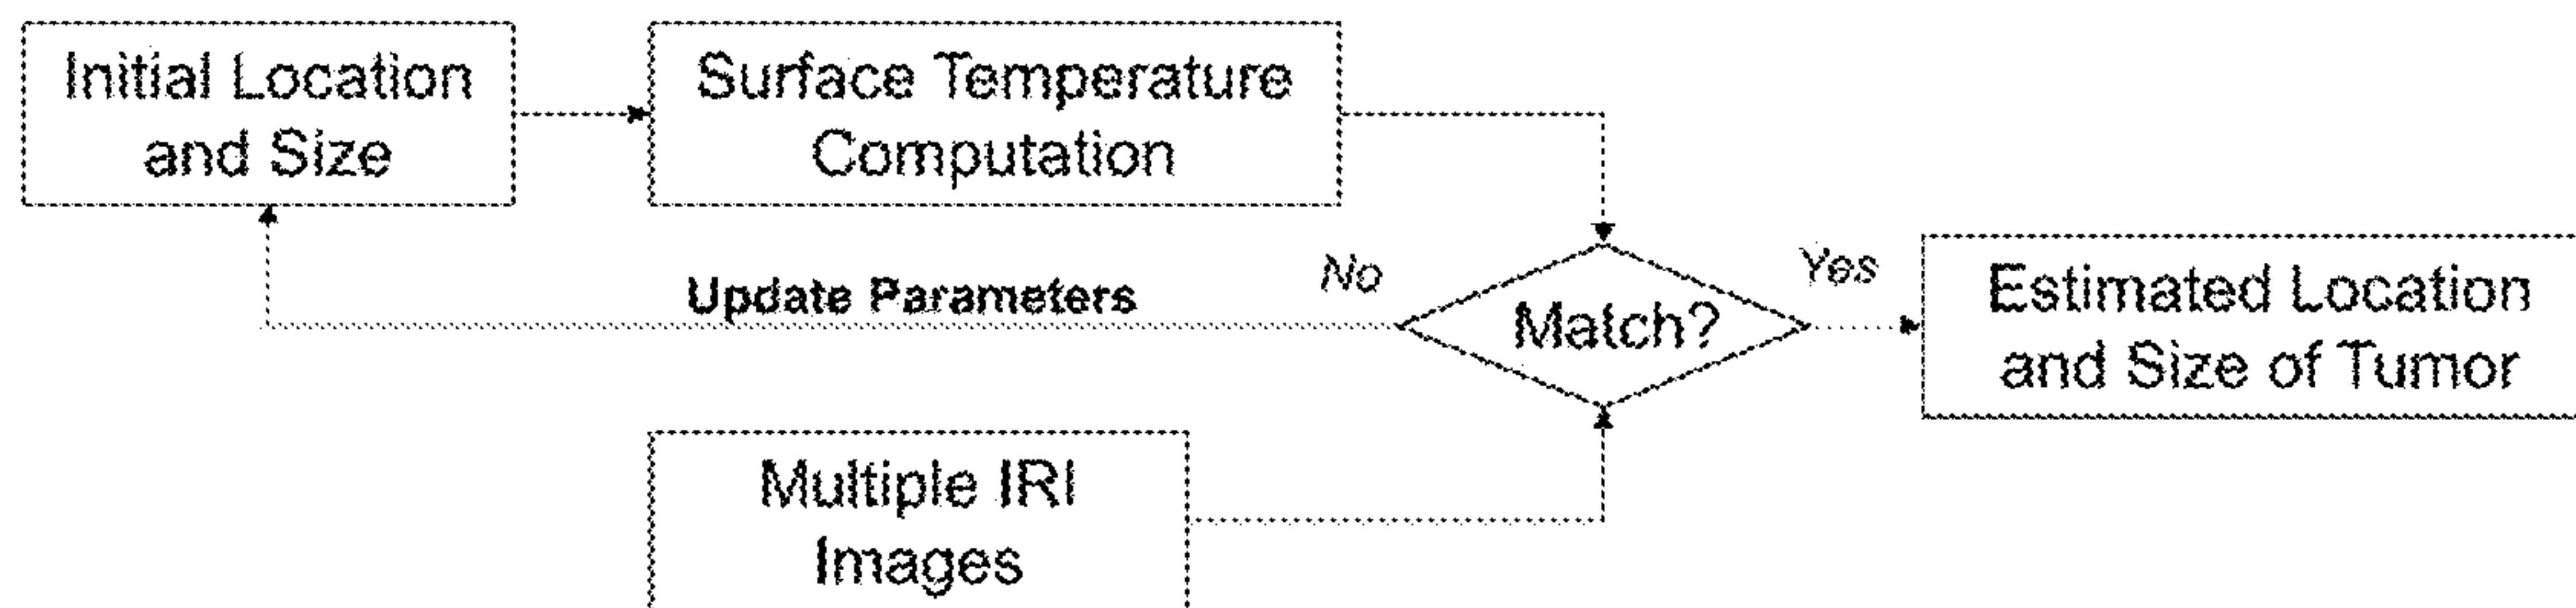 Initial Location
and Size
Surface Temperature
Computation
Update Parameters
No
Match?
Yes
Estimated Location
and Size of Tumor
Multiple IRI
Images